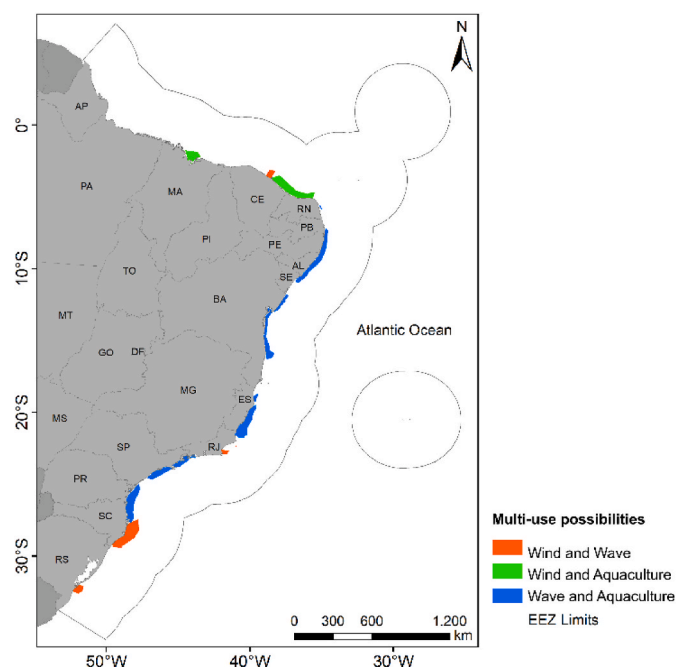 N
0°
10°S
20°S
30°S
AP
PA
MA
CE
RN
PB
PI
PE
AL
SE
TO
BA
MT
Atlantic Ocean
GO
DF
MG
MS
ES
SP
RJ
PR
SC
RS
Multi-use possibilities
Wind and Wave
Wind and Aquaculture
Wave and Aquaculture
EEZ Limits
0 300 600 1.200
km
50°W 40°W 30°W